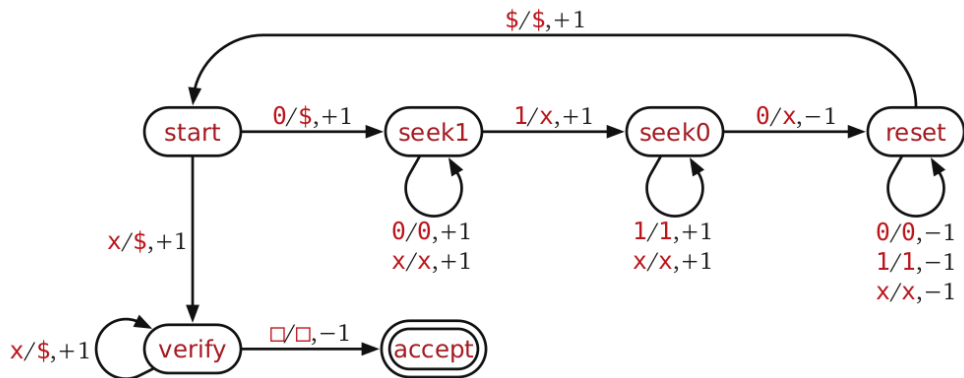 $/$,+1
start
0/$,+1
seek1
1/x,+1
seek0
0/x,−1
reset
0/0,+1
x/x,+1
1/1,+1
x/x,+1
0/0,−1
1/1,−1
x/x,−1
x/$,+1
x/$,+1
verify
□/□,−1
accept